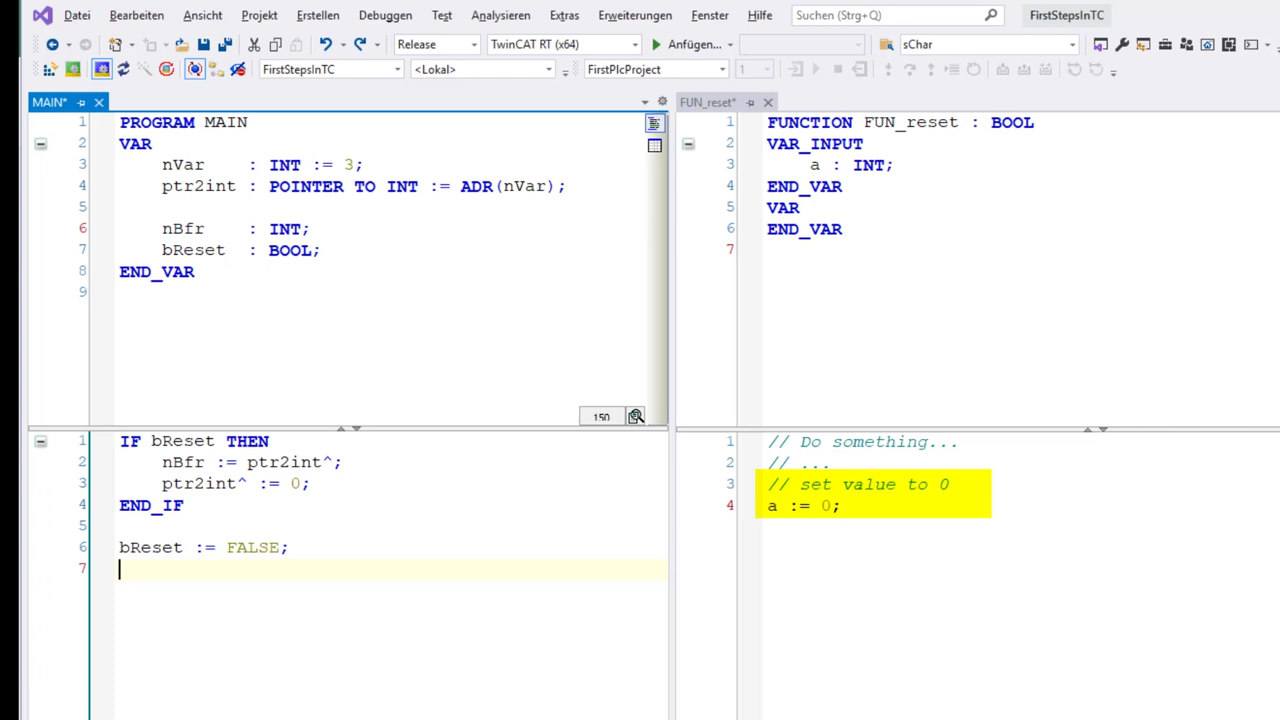 Datei Bearbeiten Ansicht Projekt Erstellen Debuggen Test Analysieren Extras Erweiterungen Fenster Hilfe Suchen (Strg+Q) FirstStepsInTC
Release TwinCAT RT (x64) Anfügen... sChar
FirstStepsInTC <Lokal> FirstPlcProject 1
MAIN*
1 PROGRAM MAIN
2 VAR
3 nVar : INT := 3;
4 ptr2int : POINTER TO INT := ADR(nVar);
5
6 nBfr : INT;
7 bReset : BOOL;
8 END_VAR
9
150
1 IF bReset THEN
2 nBfr := ptr2int^;
3 ptr2int^ := 0;
4 END_IF
5
6 bReset := FALSE;
7
FUN_reset*
1 FUNCTION FUN_reset : BOOL
2 VAR_INPUT
3 a : INT;
4 END_VAR
5 VAR
6 END_VAR
7
1 // Do something...
2 // ...
3 // set value to 0
4 a := 0;